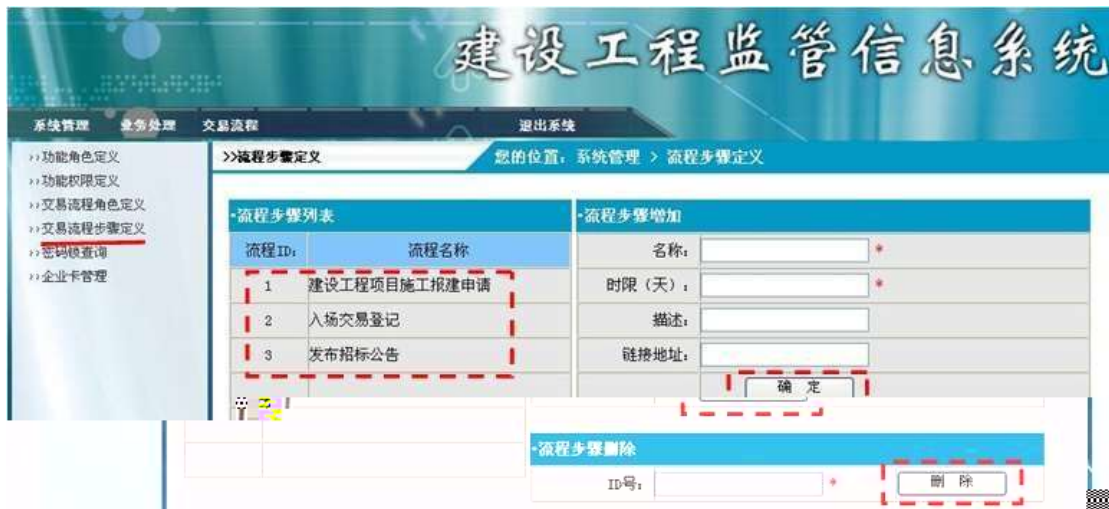 建设工程监管信息系统
系统管理 业务处理 交易流程 退出系统
>>功能角色定义
>>功能权限定义
>>交易流程角色定义
>>交易流程步骤定义
>>密码锁查询
>>企业卡管理
>>流程步骤定义
您的位置：系统管理 > 流程步骤定义
·流程步骤列表
流程ID: 流程名称
1 建设工程项目施工报建申请
2 入场交易登记
3 发布招标公告
·流程步骤增加
名称: *
时限（天）: *
描述:
链接地址:
确 定
·流程步骤删除
ID号: * 删 除